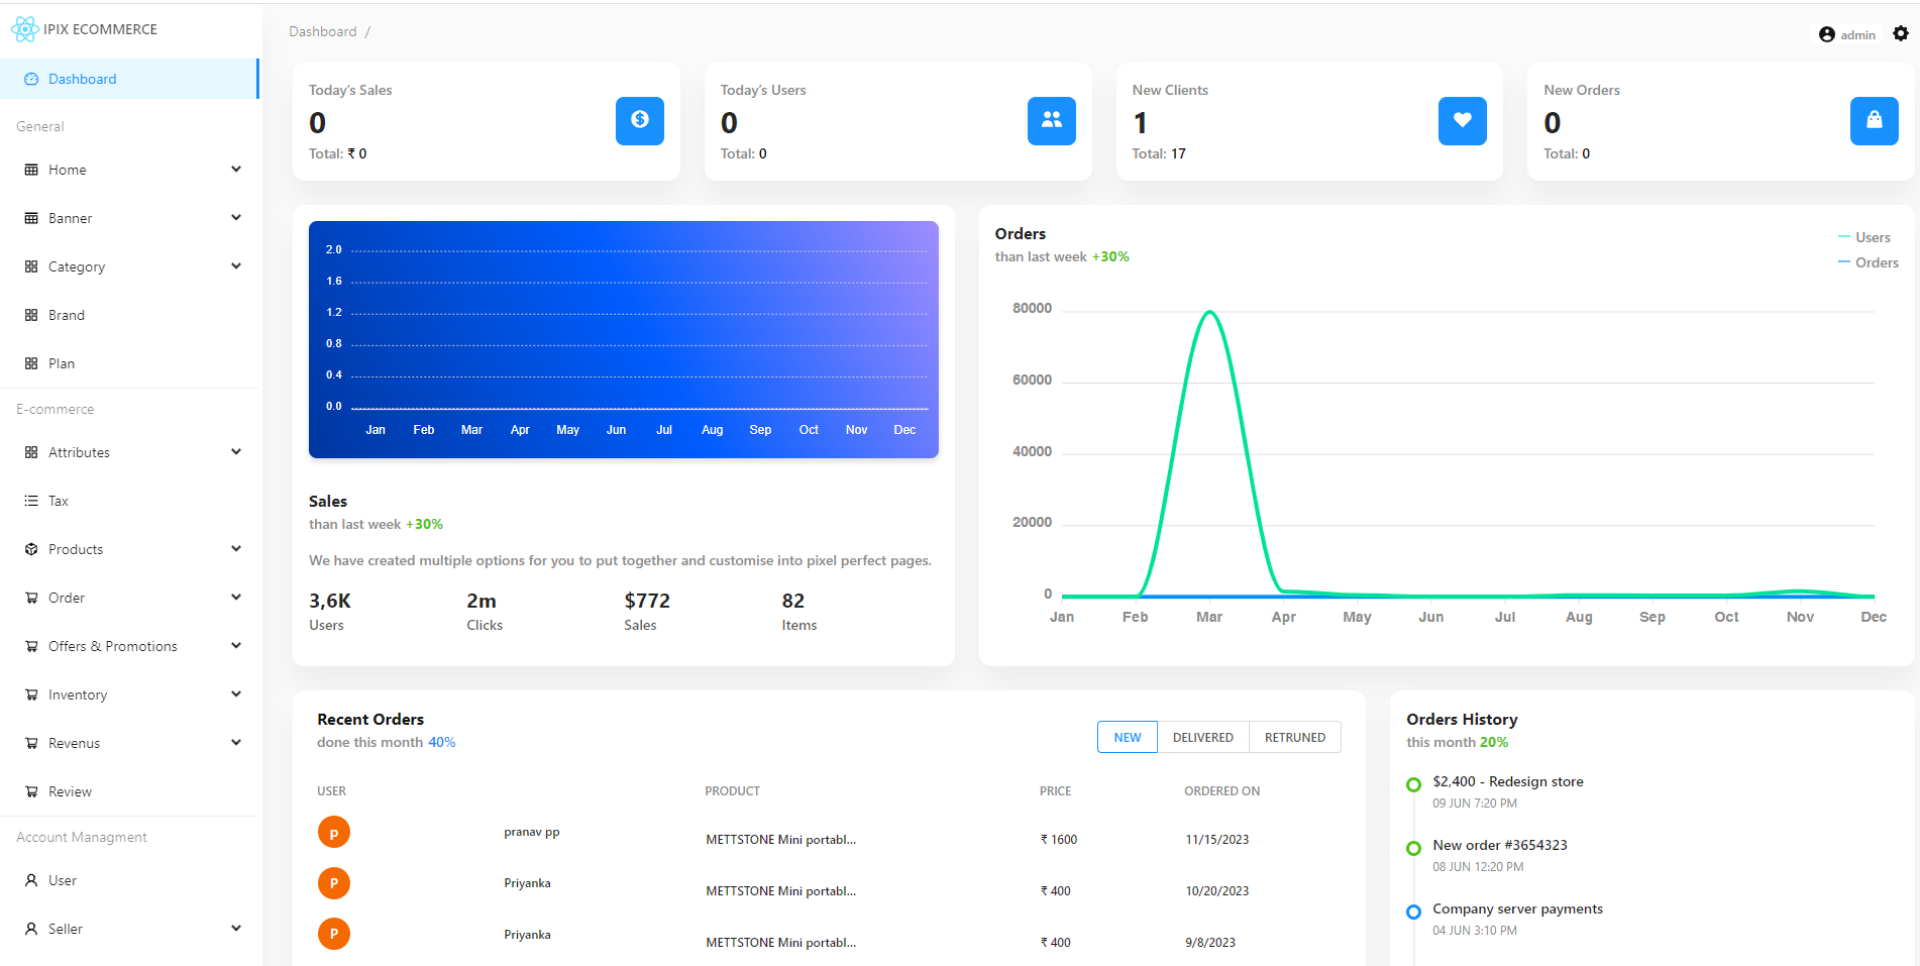 IPIX ECOMMERCE
Dashboard
General
Home
Banner
Category
Brand
Plan
E-commerce
Attributes
Tax
Products
Order
Offers & Promotions
Inventory
Revenus
Review
Account Managment
User
Seller
Dashboard /
admin
Today's Sales
0
Total: ₹ 0
Today's Users
0
Total: 0
New Clients
1
Total: 17
New Orders
0
Total: 0
2.0
1.6
1.2
0.8
0.4
0.0
Jan Feb Mar Apr May Jun Jul Aug Sep Oct Nov Dec
Sales
than last week +30%
We have created multiple options for you to put together and customise into pixel perfect pages.
3,6K 2m $772 82
Users Clicks Sales Items
Orders
than last week +30%
Users
Orders
80000
60000
40000
20000
0
Jan Feb Mar Apr May Jun Jul Aug Sep Oct Nov Dec
Recent Orders
done this month 40%
NEW DELIVERED RETRUNED
USER PRODUCT PRICE ORDERED ON
p pranav pp METTSTONE Mini portabl... ₹ 1600 11/15/2023
P Priyanka METTSTONE Mini portabl... ₹ 400 10/20/2023
P Priyanka METTSTONE Mini portabl... ₹ 400 9/8/2023
Orders History
this month 20%
$2,400 - Redesign store
09 JUN 7:20 PM
New order #3654323
08 JUN 12:20 PM
Company server payments
04 JUN 3:10 PM